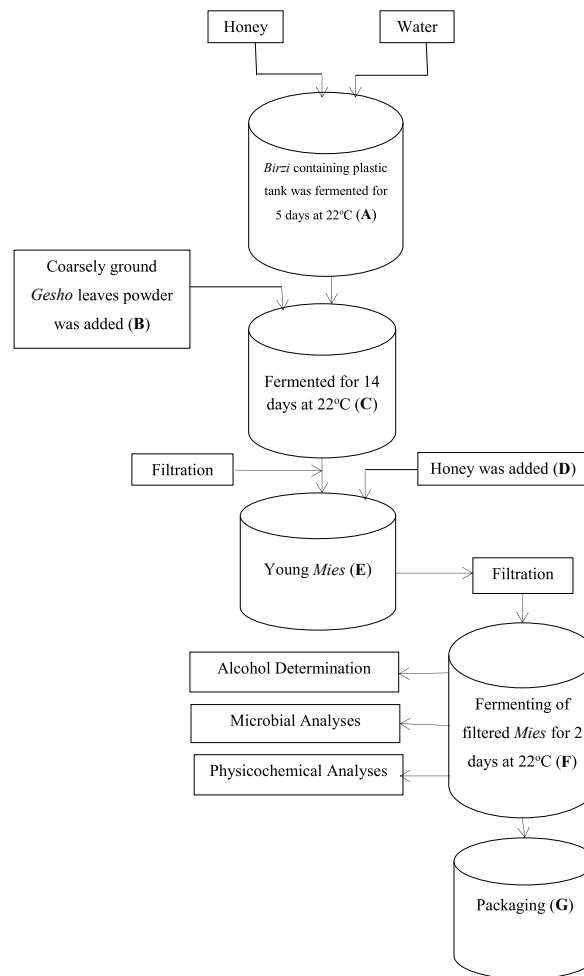 Honey
Water
Birzi containing plastic
tank was fermented for
5 days at 22°C (A)
Coarsely ground
Gesho leaves powder
was added (B)
Fermented for 14
days at 22°C (C)
Filtration
Honey was added (D)
Young Mies (E)
Filtration
Alcohol Determination
Microbial Analyses
Physicochemical Analyses
Fermenting of
filtered Mies for 2
days at 22°C (F)
Packaging (G)